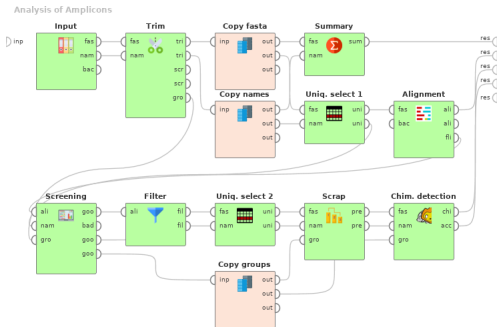 Analysis of Amplicons
Input Trim Copy fasta Summary
inp fas fas tri inp out fas sum res
nam nam tri out nam res
bac scr out res
scr res
gro res
Copy names Uniq. select 1 Alignment
inp out fas uni fas ali
out nam uni bac ali
out fli
Screening Filter Uniq. select 2 Scrap Chim. detection
ali goo ali fil fas uni fas pre fas chi
nam bad fil nam uni nam pre nam acc
gro goo gro gro
goo
Copy groups
inp out
out
out